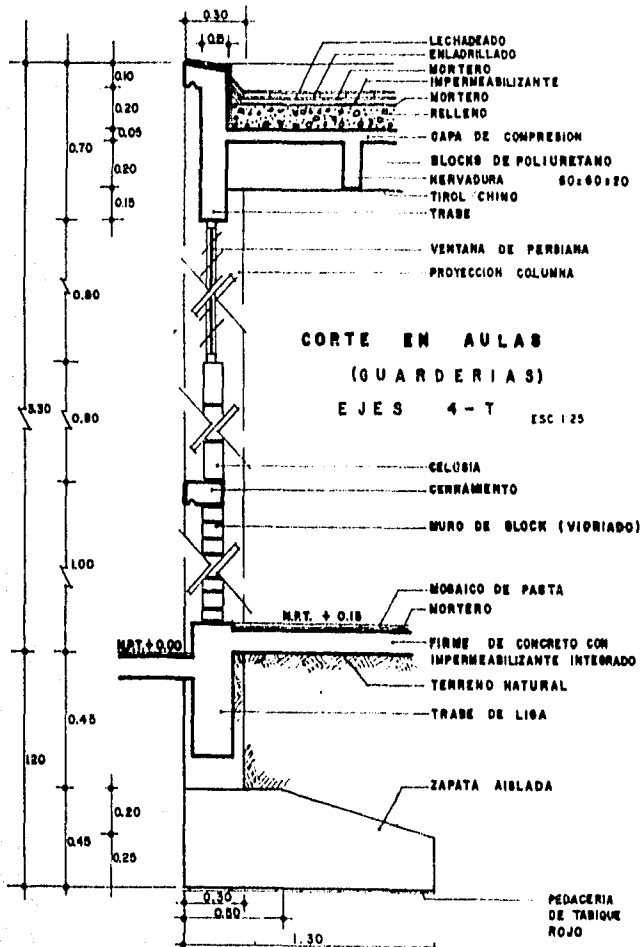 0.30
0.15
LECHADEADO
ENLADRILLADO
MORTERO
IMPERMEABILIZANTE
MORTERO
RELLENO
CAPA DE COMPRESION
BLOCKS DE POLIURETANO
NERVADURA 60x60x20
TIROL CHINO
TRABE
0.10
0.20
0.05
0.70
0.20
0.15
VENTANA DE PERSIANA
PROYECCION COLUMNA
0.80
CORTE EN AULAS
(GUARDERIAS)
EJES 4-T
ESC 1:25
3.30
0.80
CELOSIA
CERRAMIENTO
MURO DE BLOCK (VIDRIADO)
1.00
MOSAICO DE PASTA
MORTERO
N.P.T. + 0.15
N.P.T. + 0.00
FIRME DE CONCRETO CON
IMPERMEABILIZANTE INTEGRADO
TERRENO NATURAL
TRABE DE LIGA
0.45
1.20
ZAPATA AISLADA
0.20
0.45
0.25
0.30
0.50
1.30
PEDACERIA
DE TABIQUE
ROJO